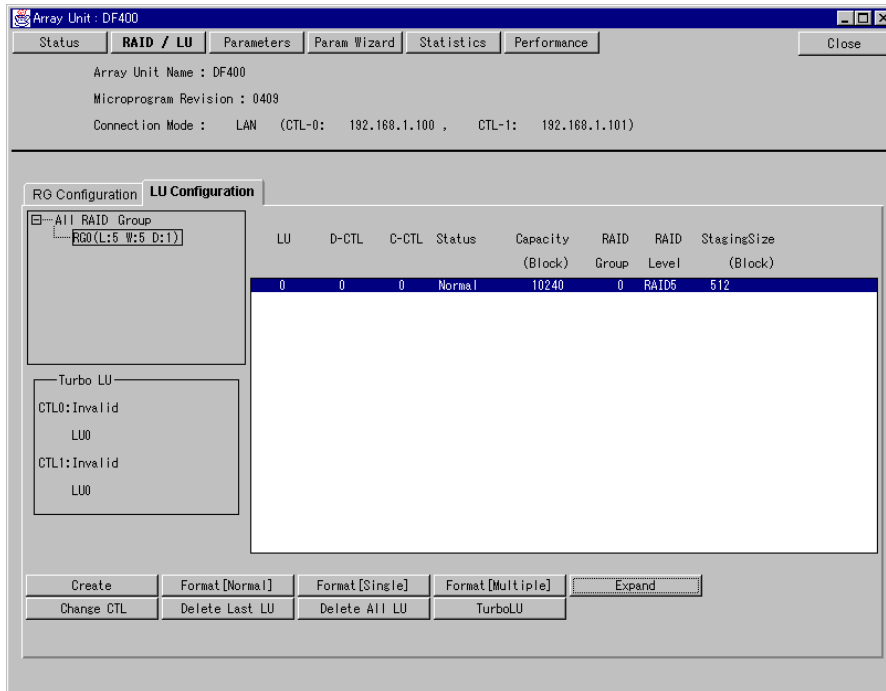 Array Unit : DF400
Status RAID / LU Parameters Param Wizard Statistics Performance Close
Array Unit Name : DF400
Microprogram Revision : 0409
Connection Mode : LAN (CTL-0: 192.168.1.100 , CTL-1: 192.168.1.101)
RG Configuration LU Configuration
All RAID Group
RG0(L:5 W:5 D:1)
LU D-CTL C-CTL Status Capacity RAID RAID StagingSize
(Block) Group Level (Block)
0 0 0 Normal 10240 0 RAID5 512
Turbo LU
CTL0:Invalid
LU0
CTL1:Invalid
LU0
Create Format[Normal] Format[Single] Format[Multiple] Expand
Change CTL Delete Last LU Delete All LU TurboLU